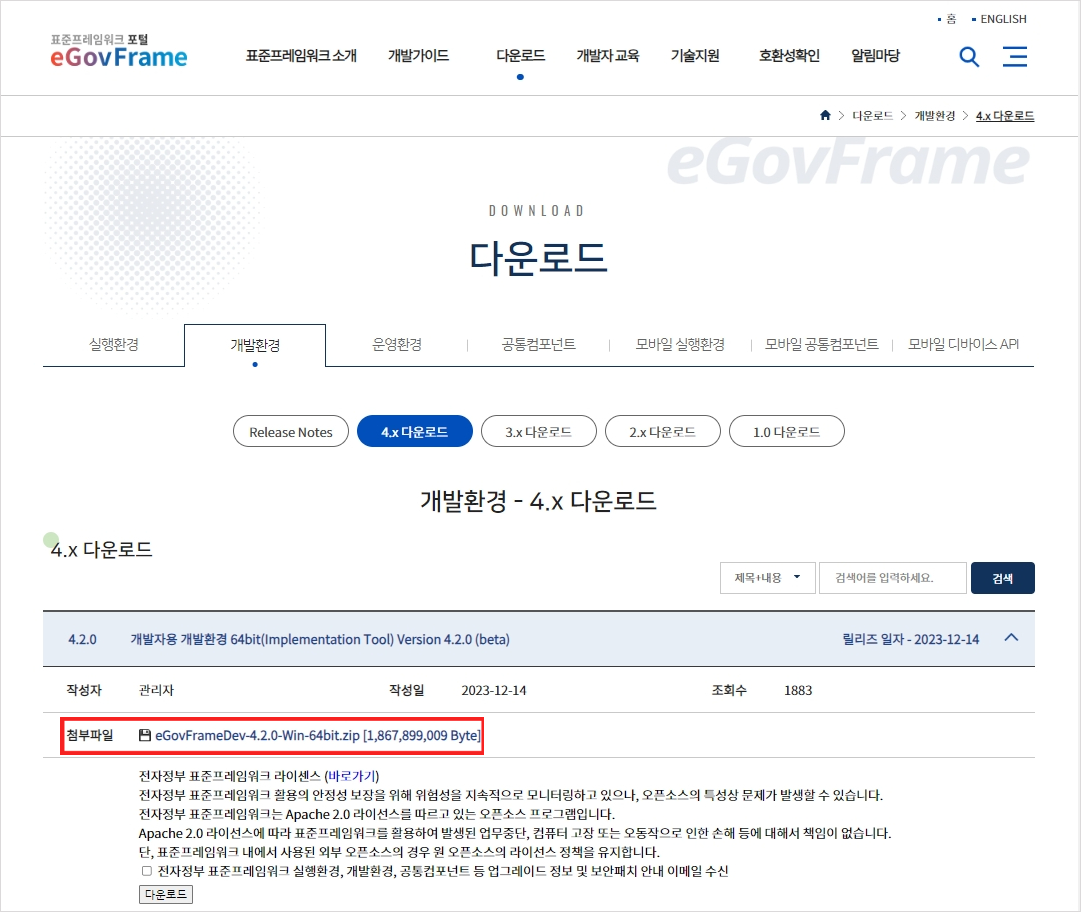 홈 ENGLISH
표준프레임워크 포털
eGovFrame
표준프레임워크 소개 개발가이드 다운로드 개발자 교육 기술지원 호환성확인 알림마당
다운로드 > 개발환경 > 4.x 다운로드
eGovFrame
DOWNLOAD
다운로드
실행환경 개발환경 운영환경 공통컴포넌트 모바일 실행환경 모바일 공통컴포넌트 모바일 디바이스 API
Release Notes 4.x 다운로드 3.x 다운로드 2.x 다운로드 1.0 다운로드
개발환경 - 4.x 다운로드
4.x 다운로드
제목+내용 검색어를 입력하세요. 검색
4.2.0 개발자용 개발환경 64bit(Implementation Tool) Version 4.2.0 (beta) 릴리즈 일자 - 2023-12-14
작성자 관리자 작성일 2023-12-14 조회수 1883
첨부파일 eGovFrameDev-4.2.0-Win-64bit.zip [1,867,899,009 Byte]
전자정부 표준프레임워크 라이센스 (바로가기)
전자정부 표준프레임워크 활용의 안정성 보장을 위해 위험성을 지속적으로 모니터링하고 있으나, 오픈소스의 특성상 문제가 발생할 수 있습니다.
전자정부 표준프레임워크는 Apache 2.0 라이선스를 따르고 있는 오픈소스 프로그램입니다.
Apache 2.0 라이선스에 따라 표준프레임워크를 활용하여 발생된 업무중단, 컴퓨터 고장 또는 오동작으로 인한 손해 등에 대해서 책임이 없습니다.
단, 표준프레임워크 내에서 사용된 외부 오픈소스의 경우 원 오픈소스의 라이선스 정책을 유지합니다.
전자정부 표준프레임워크 실행환경, 개발환경, 공통컴포넌트 등 업그레이드 정보 및 보안패치 안내 이메일 수신
다운로드